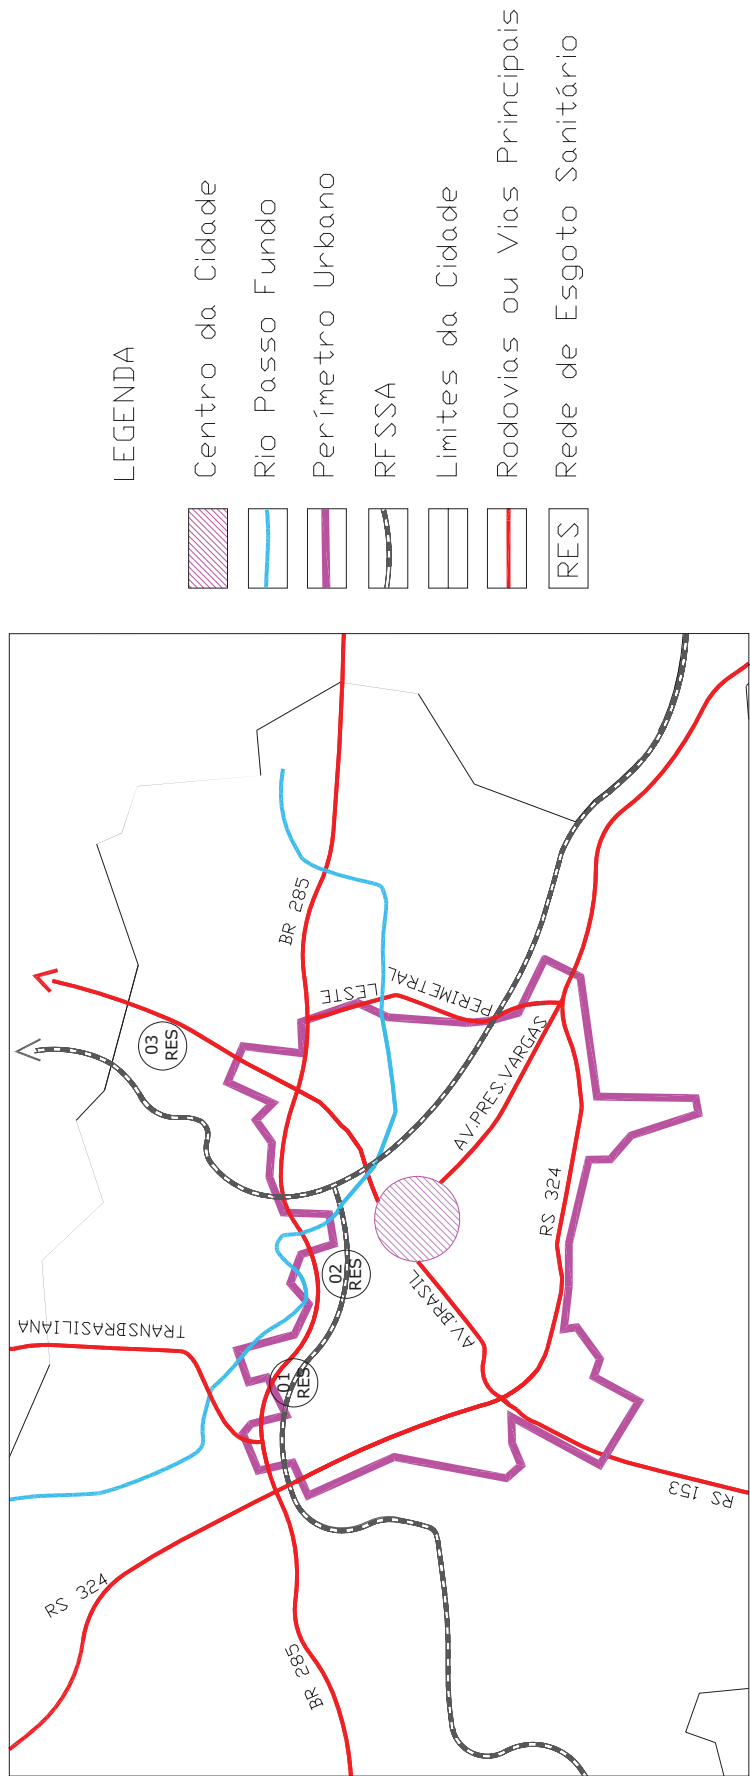 LEGENDA
Centro da Cidade
Rio Passo Fundo
Perímetro Urbano
RFSSA
Limites da Cidade
Rodovias ou Vias Principais
RES
Rede de Esgoto Sanitário
RS 324
BR 285
TRANSBRASILIANA
01
RES
02
RES
03
RES
BR 285
PERIMETRAL
LESTE
AV.PRES.VARGAS
AV.BRASIL
RS 324
RS 153